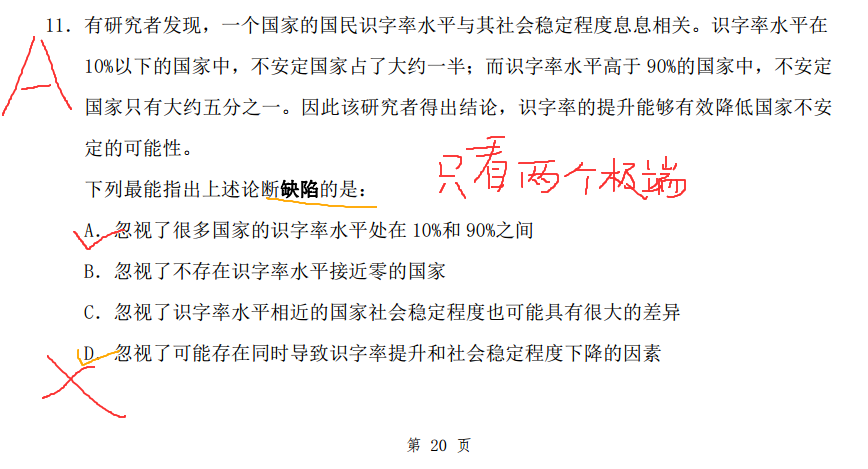 11. 有研究者发现，一个国家的国民识字率水平与其社会稳定程度息息相关。识字率水平在
A
10%以下的国家中，不安定国家占了大约一半；而识字率水平高于 90%的国家中，不安定
国家只有大约五分之一。因此该研究者得出结论，识字率的提升能够有效降低国家不安
定的可能性。
只看两个极端
下列最能指出上述论断缺陷的是：
A. 忽视了很多国家的识字率水平处在 10%和 90%之间
B. 忽视了不存在识字率水平接近零的国家
C. 忽视了识字率水平相近的国家社会稳定程度也可能具有很大的差异
D. 忽视了可能存在同时导致识字率提升和社会稳定程度下降的因素
第 20 页